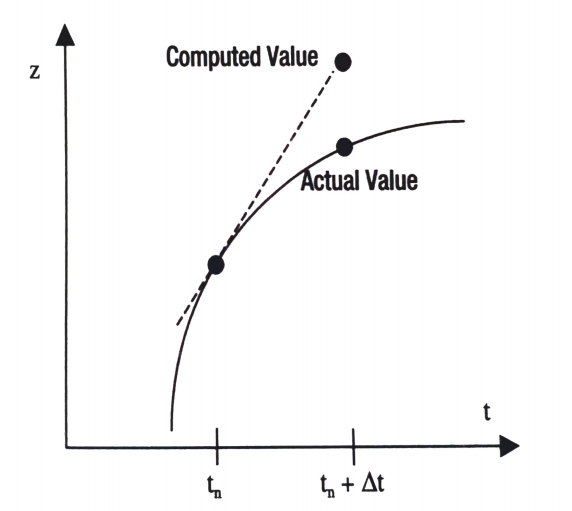 Computed Value
z
Actual Value
t
tₙ
tₙ + Δt